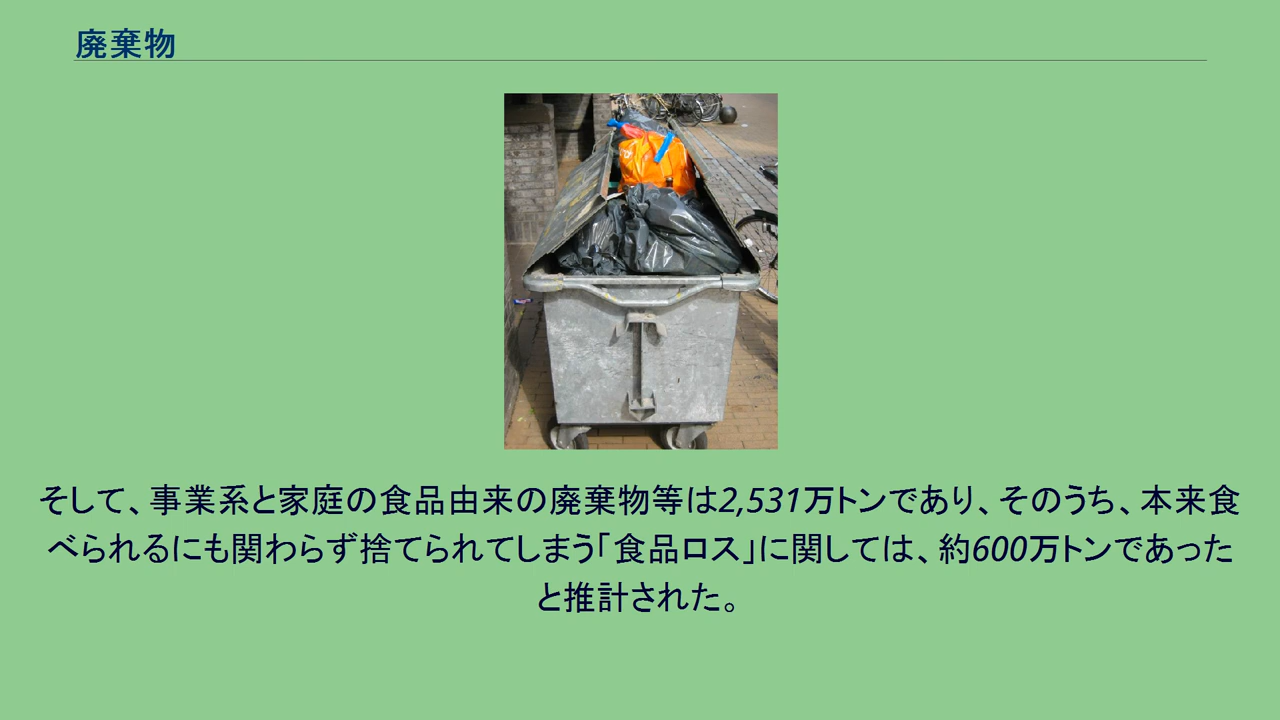 廃棄物
そして、事業系と家庭の食品由来の廃棄物等は2,531万トンであり、そのうち、本来食
べられるにも関わらず捨てられてしまう「食品ロス」に関しては、約600万トンであった
と推計された。